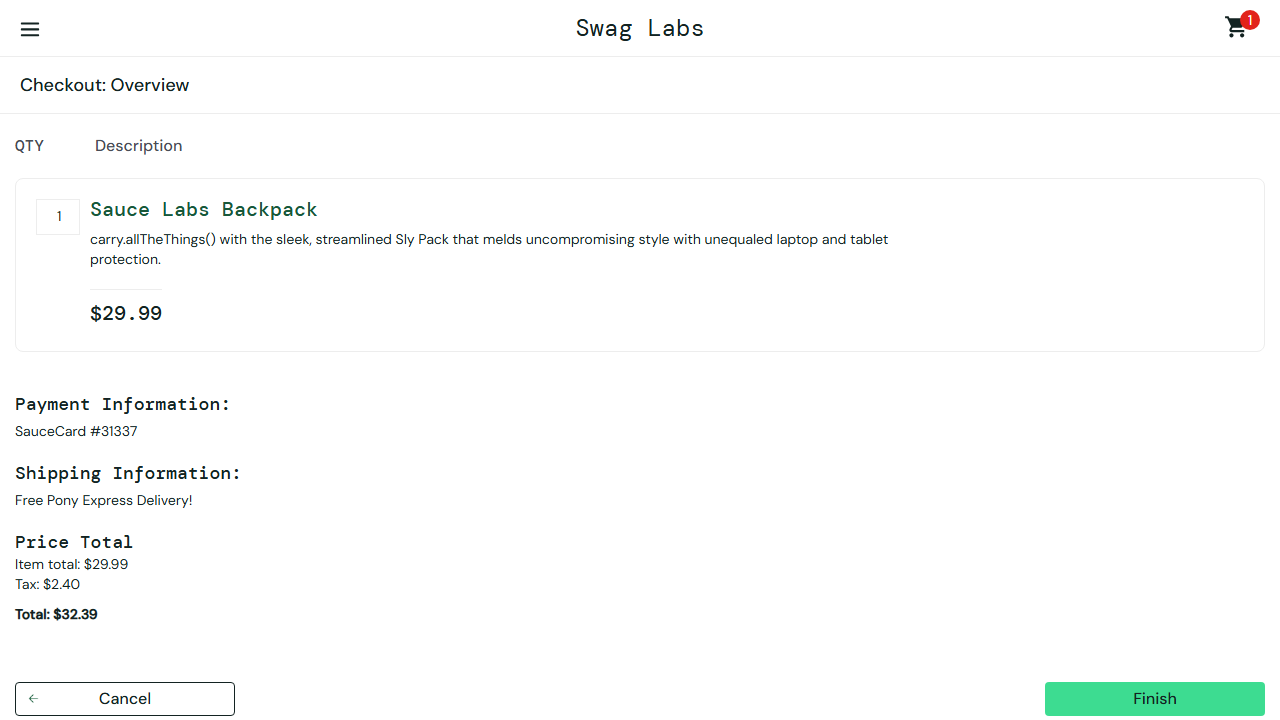 Swag Labs
1
Checkout: Overview
QTY Description
1
Sauce Labs Backpack
carry.allTheThings() with the sleek, streamlined Sly Pack that melds uncompromising style with unequaled laptop and tablet
protection.
$29.99
Payment Information:
SauceCard #31337
Shipping Information:
Free Pony Express Delivery!
Price Total
Item total: $29.99
Tax: $2.40
Total: $32.39
Cancel
Finish